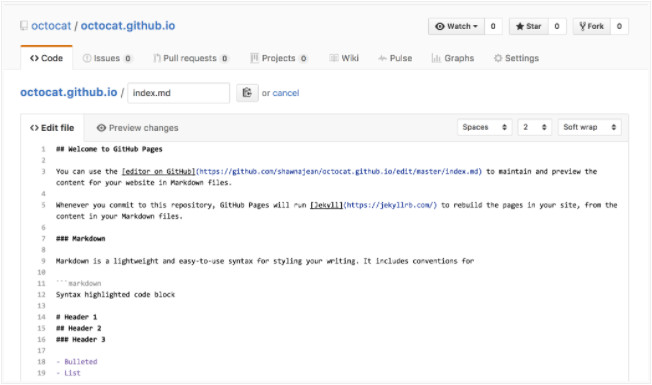 octocat / octocat.github.io
Watch 0 Star 0 Fork 0
Code Issues 0 Pull requests 0 Projects 0 Wiki Pulse Graphs Settings
octocat.github.io / index.md or cancel
Edit file Preview changes Spaces 2 Soft wrap
1 ## Welcome to GitHub Pages
2
3 You can use the [editor on GitHub](https://github.com/shawnajean/octocat.github.io/edit/master/index.md) to maintain and preview the
content for your website in Markdown files.
4
5 Whenever you commit to this repository, GitHub Pages will run [Jekyll](https://jekyllrb.com/) to rebuild the pages in your site, from the
content in your Markdown files.
6
7 ### Markdown
8
9 Markdown is a lightweight and easy-to-use syntax for styling your writing. It includes conventions for
10
11 ```markdown
12 Syntax highlighted code block
13
14 # Header 1
15 ## Header 2
16 ### Header 3
17
18 - Bulleted
19 - List